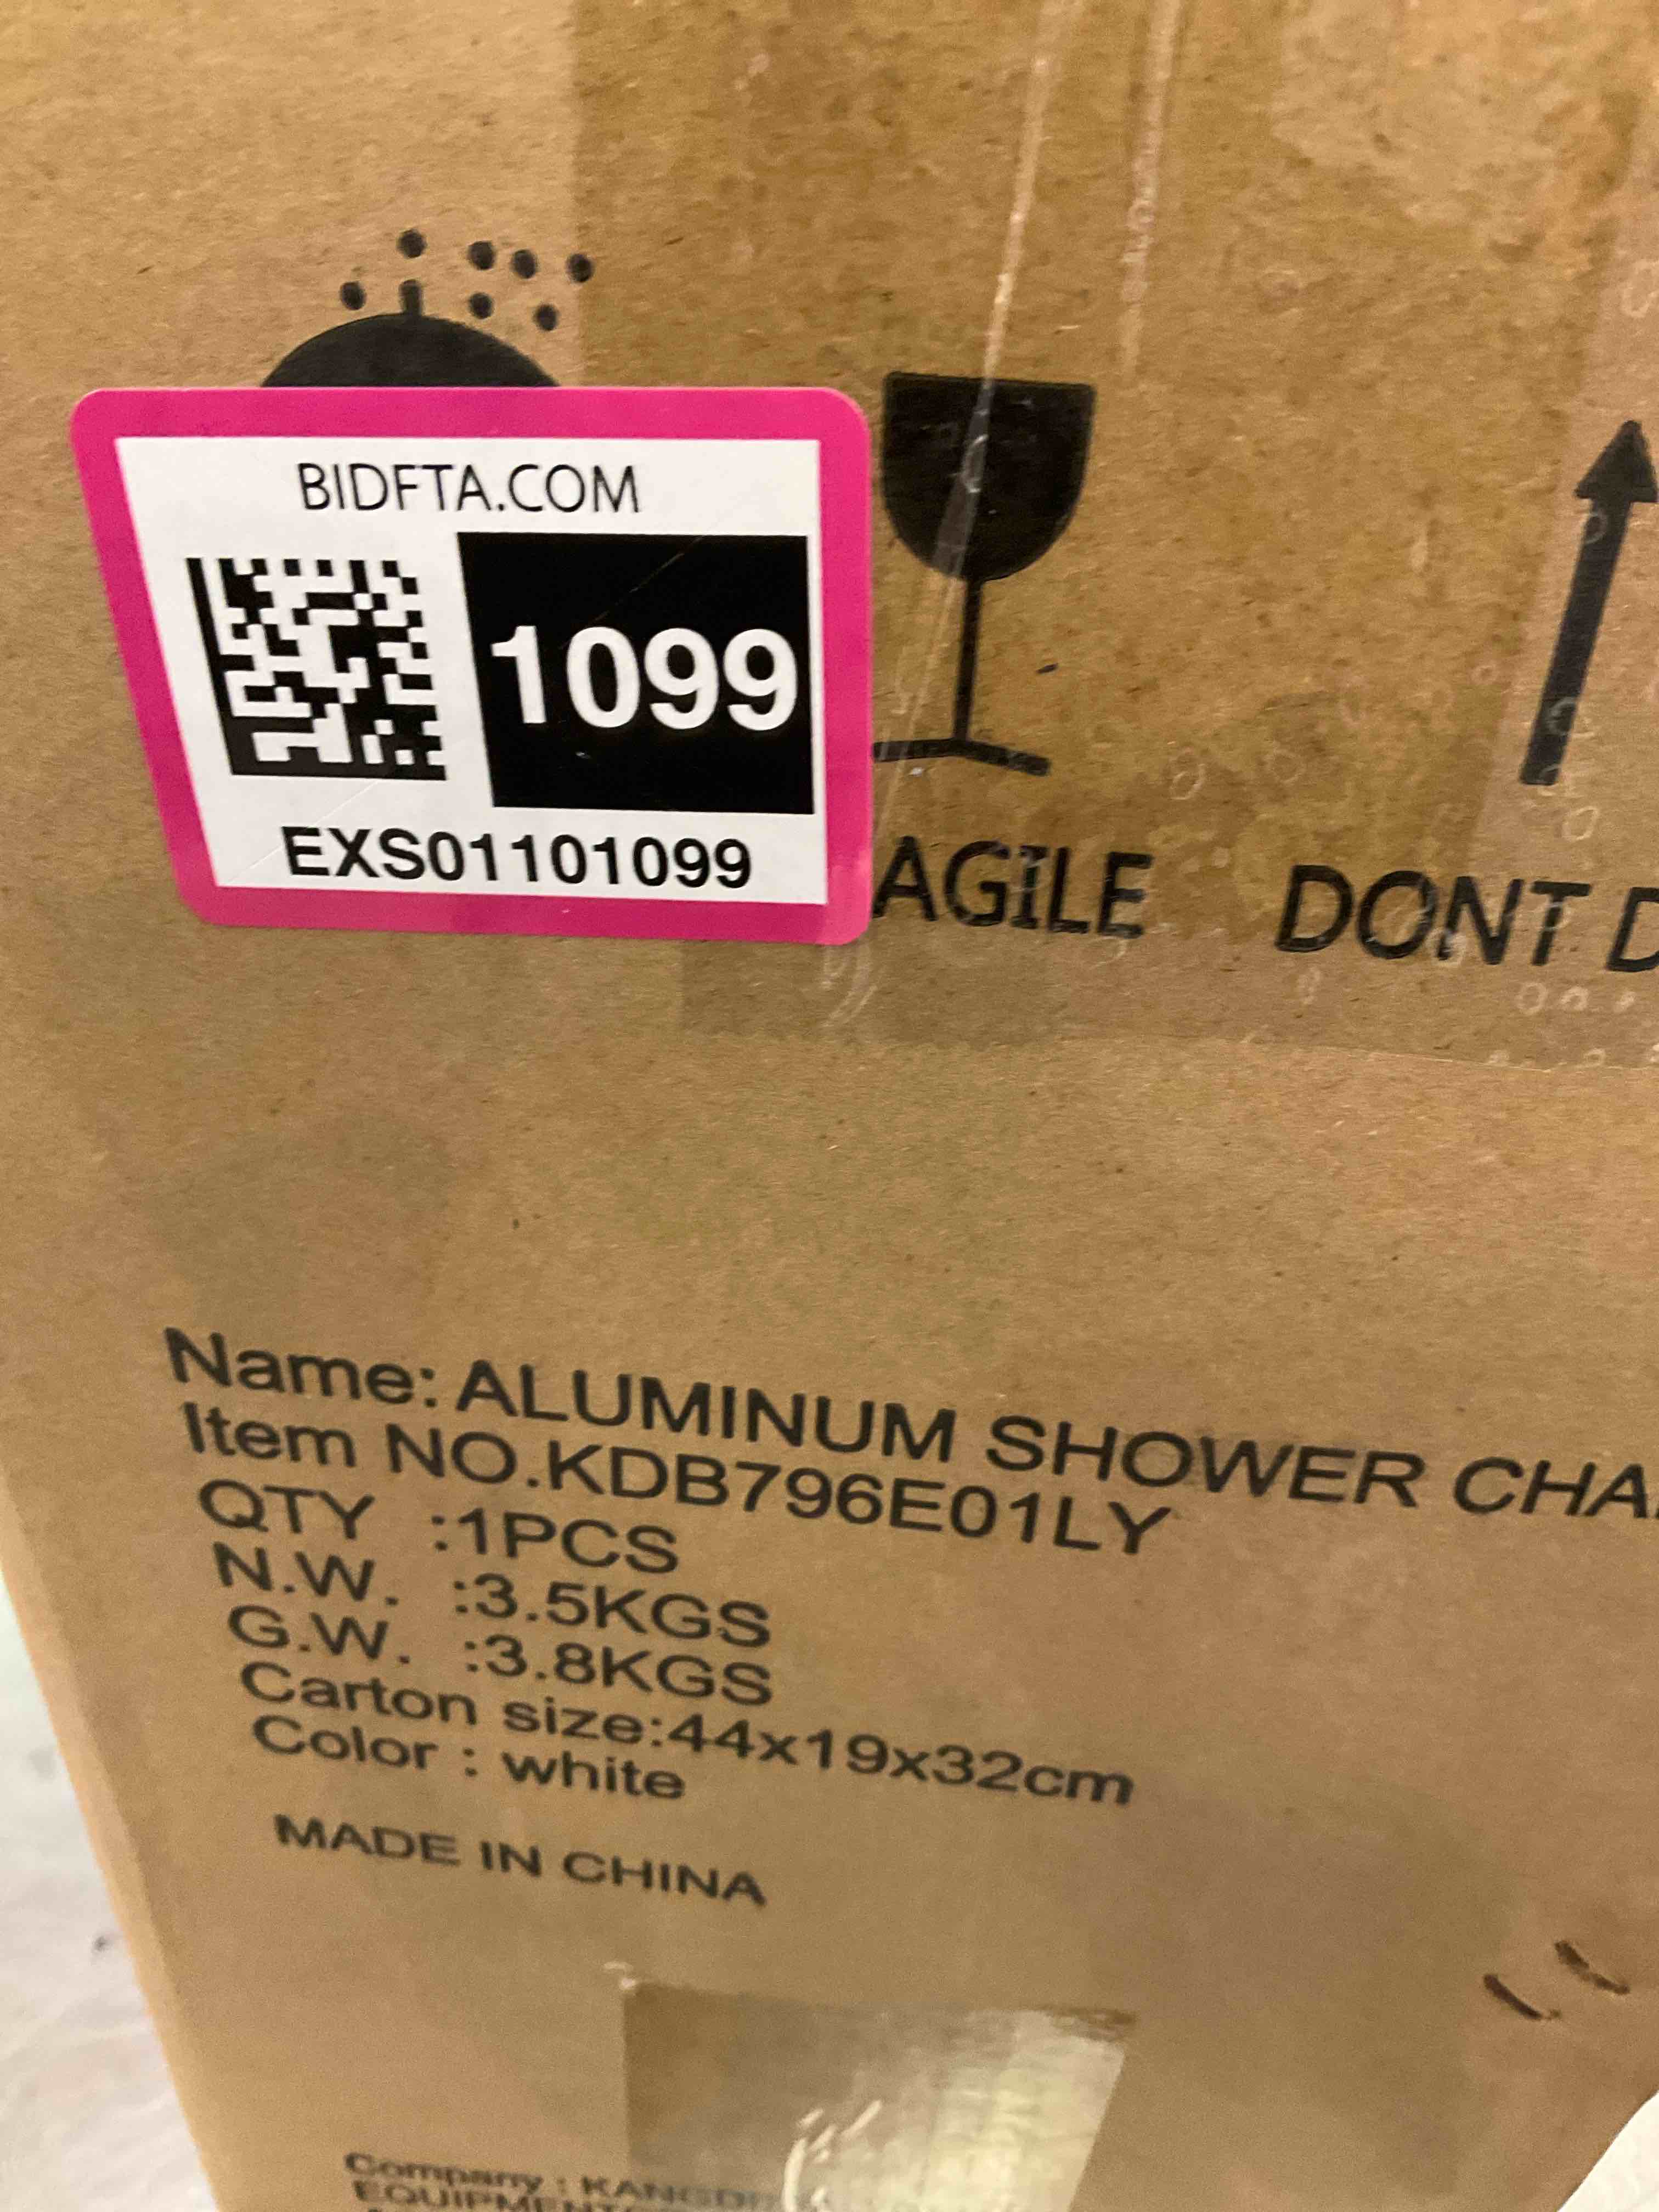 BIDFTA.COM
1099
EXS01101099
AGILE DONT D
Name: ALUMINUM SHOWER CHA
Item NO.KDB796E01LY
QTY :1PCS
N.W. :3.5KGS
G.W. :3.8KGS
Carton size:44x19x32cm
Color : white
MADE IN CHINA
Company :